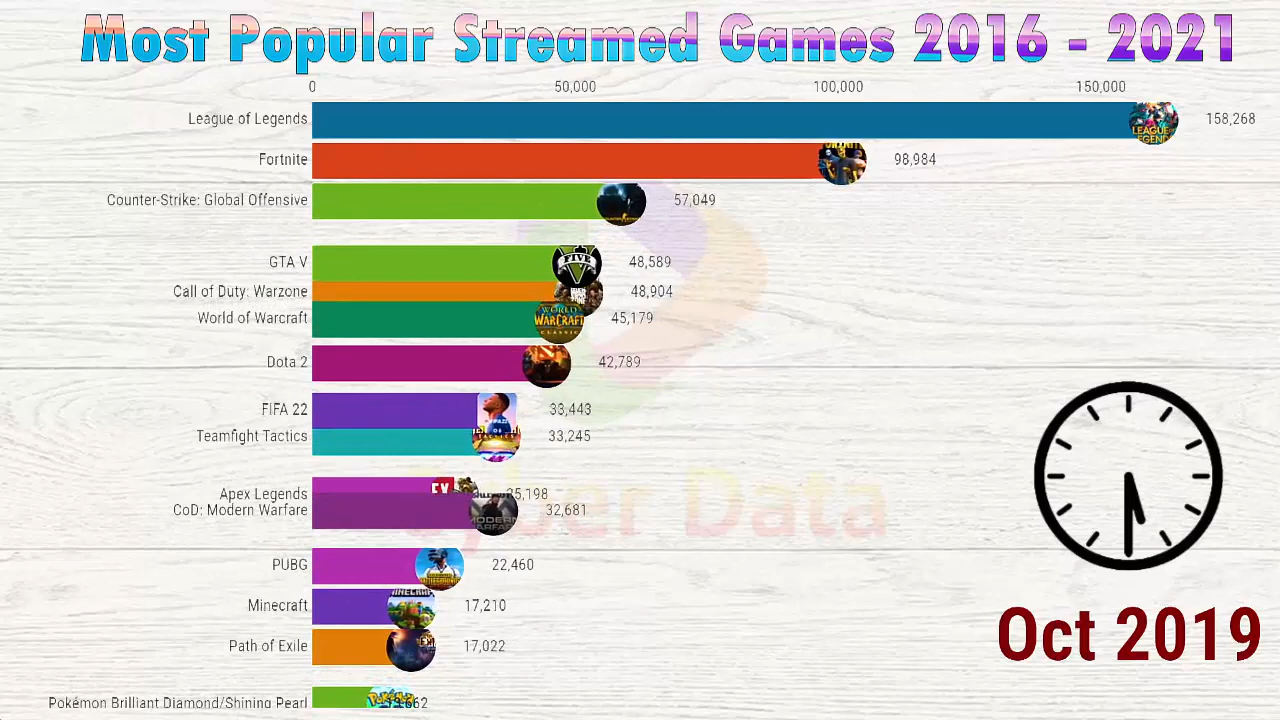 Most Popular Streamed Games 2016 - 2021
0 50,000 100,000 150,000
League of Legends 158,268
Fortnite 98,984
Counter-Strike: Global Offensive 57,049
GTA V 48,589
Call of Duty: Warzone 48,904
World of Warcraft 45,179
Dota 2 42,789
FIFA 22 33,443
Teamfight Tactics 33,245
Apex Legends 25,198
CoD: Modern Warfare 32,681
PUBG 22,460
Minecraft 17,210
Path of Exile 17,022
Pokémon Brilliant Diamond/Shining Pearl
Data
Oct 2019